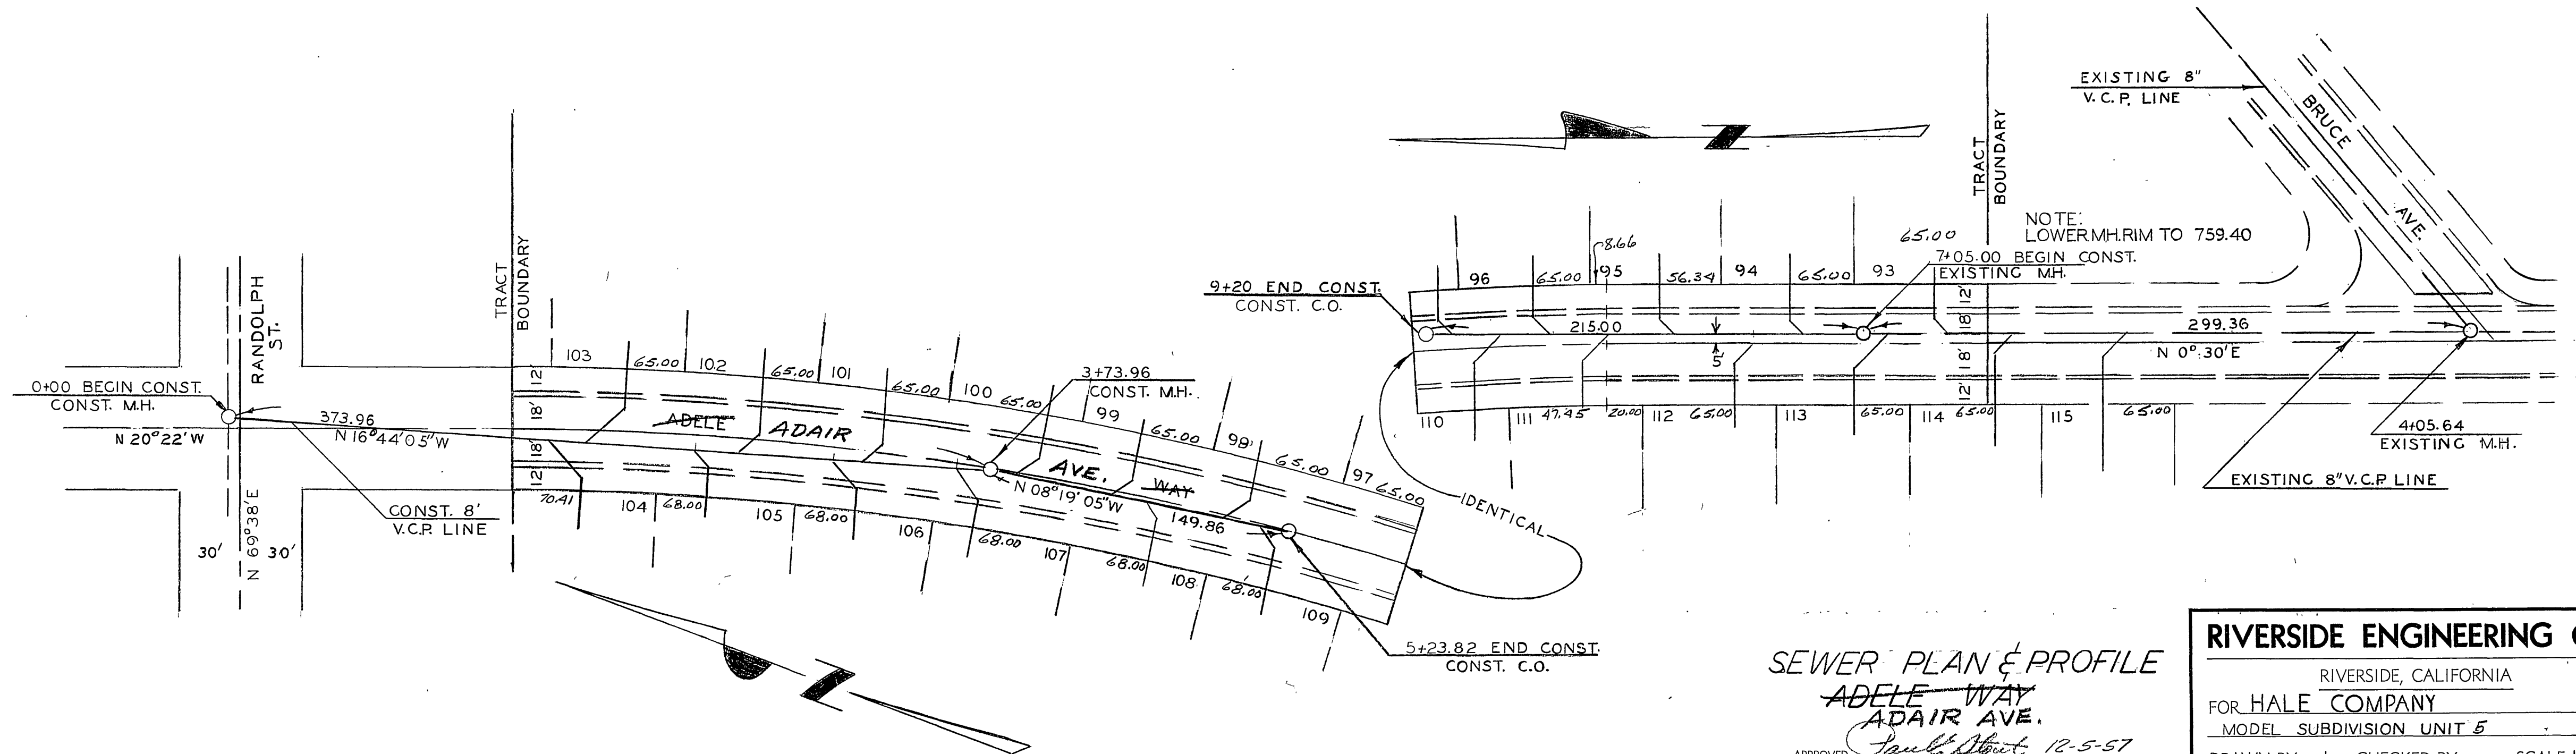 EXISTING 8"
V.C.P. LINE
BRUCE
AVE.
TRACT
BOUNDARY
NOTE:
LOWER MH. RIM TO 759.40
65.00
7+05.00 BEGIN CONST.
EXISTING M.H.
8.66
96
65.00
95
56.34
94
65.00
93
9+20 END CONST.
CONST. C.O.
215.00
5'
12'
18'
18'
12'
299.36
N 0°30'E
110
111
47.45
20.00
112
65.00
113
65.00
114
65.00
115
65.00
4+05.64
EXISTING M.H.
EXISTING 8" V.C.P. LINE
RANDOLPH
ST.
TRACT
BOUNDARY
0+00 BEGIN CONST.
CONST. M.H.
N 20°22'W
373.96
N 16°44'05"W
CONST. 8'
V.C.P. LINE
30'
30'
N 69°38'E
12'
18'
18'
12'
103
65.00
102
65.00
101
65.00
100
65.00
99
65.00
98
65.00
97
65.00
ADELE
ADAIR
AVE.
WAY
3+73.96
CONST. M.H.
N 08°19'05"W
149.86
70.41
104
68.00
105
68.00
106
68.00
107
68.00
108
68.00
109
IDENTICAL
5+23.82 END CONST.
CONST. C.O.
SEWER PLAN & PROFILE
ADELE WAY
ADAIR AVE.
12-5-57
RIVERSIDE ENGINEERING
RIVERSIDE, CALIFORNIA
FOR HALE COMPANY
MODEL SUBDIVISION UNIT 5